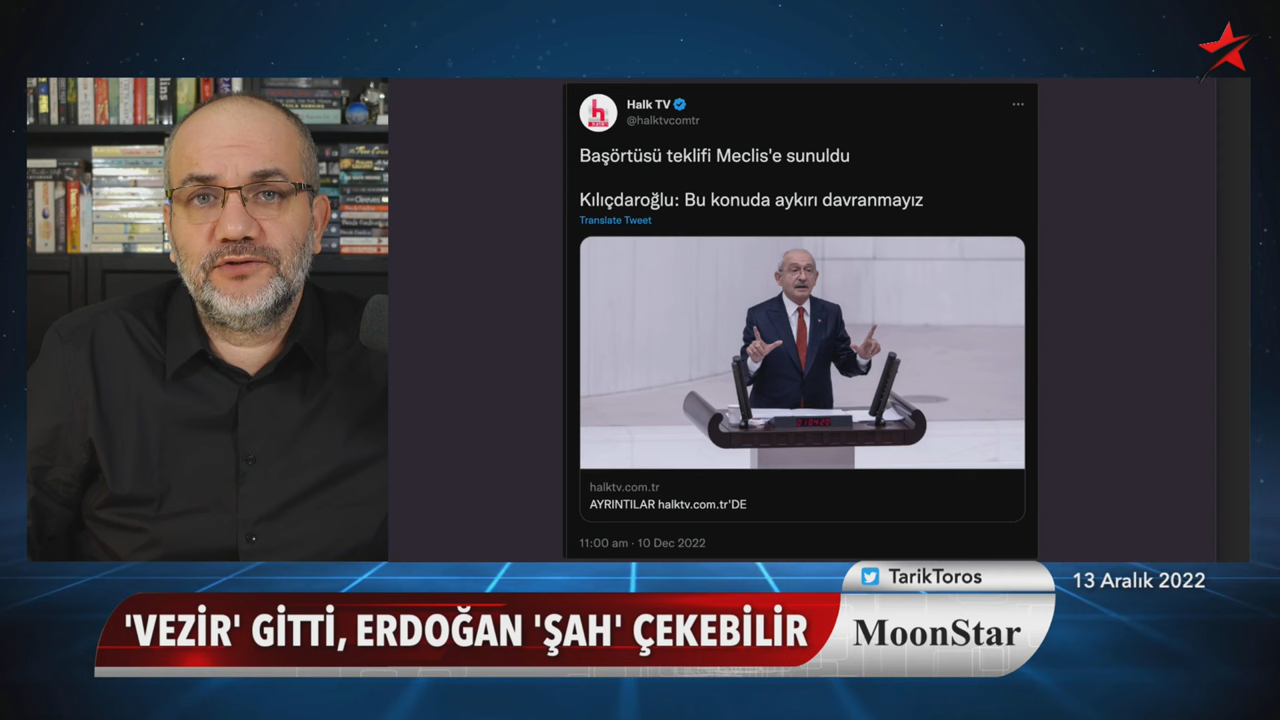 Halk TV
@halktvcomtr
Başörtüsü teklifi Meclis'e sunuldu
Kılıçdaroğlu: Bu konuda aykırı davranmayız
Translate Tweet
halktv.com.tr
AYRINTILAR halktv.com.tr'DE
11:00 am · 10 Dec 2022
TarikToros
13 Aralık 2022
'VEZİR' GİTTİ, ERDOĞAN 'ŞAH' ÇEKEBİLİR
MoonStar